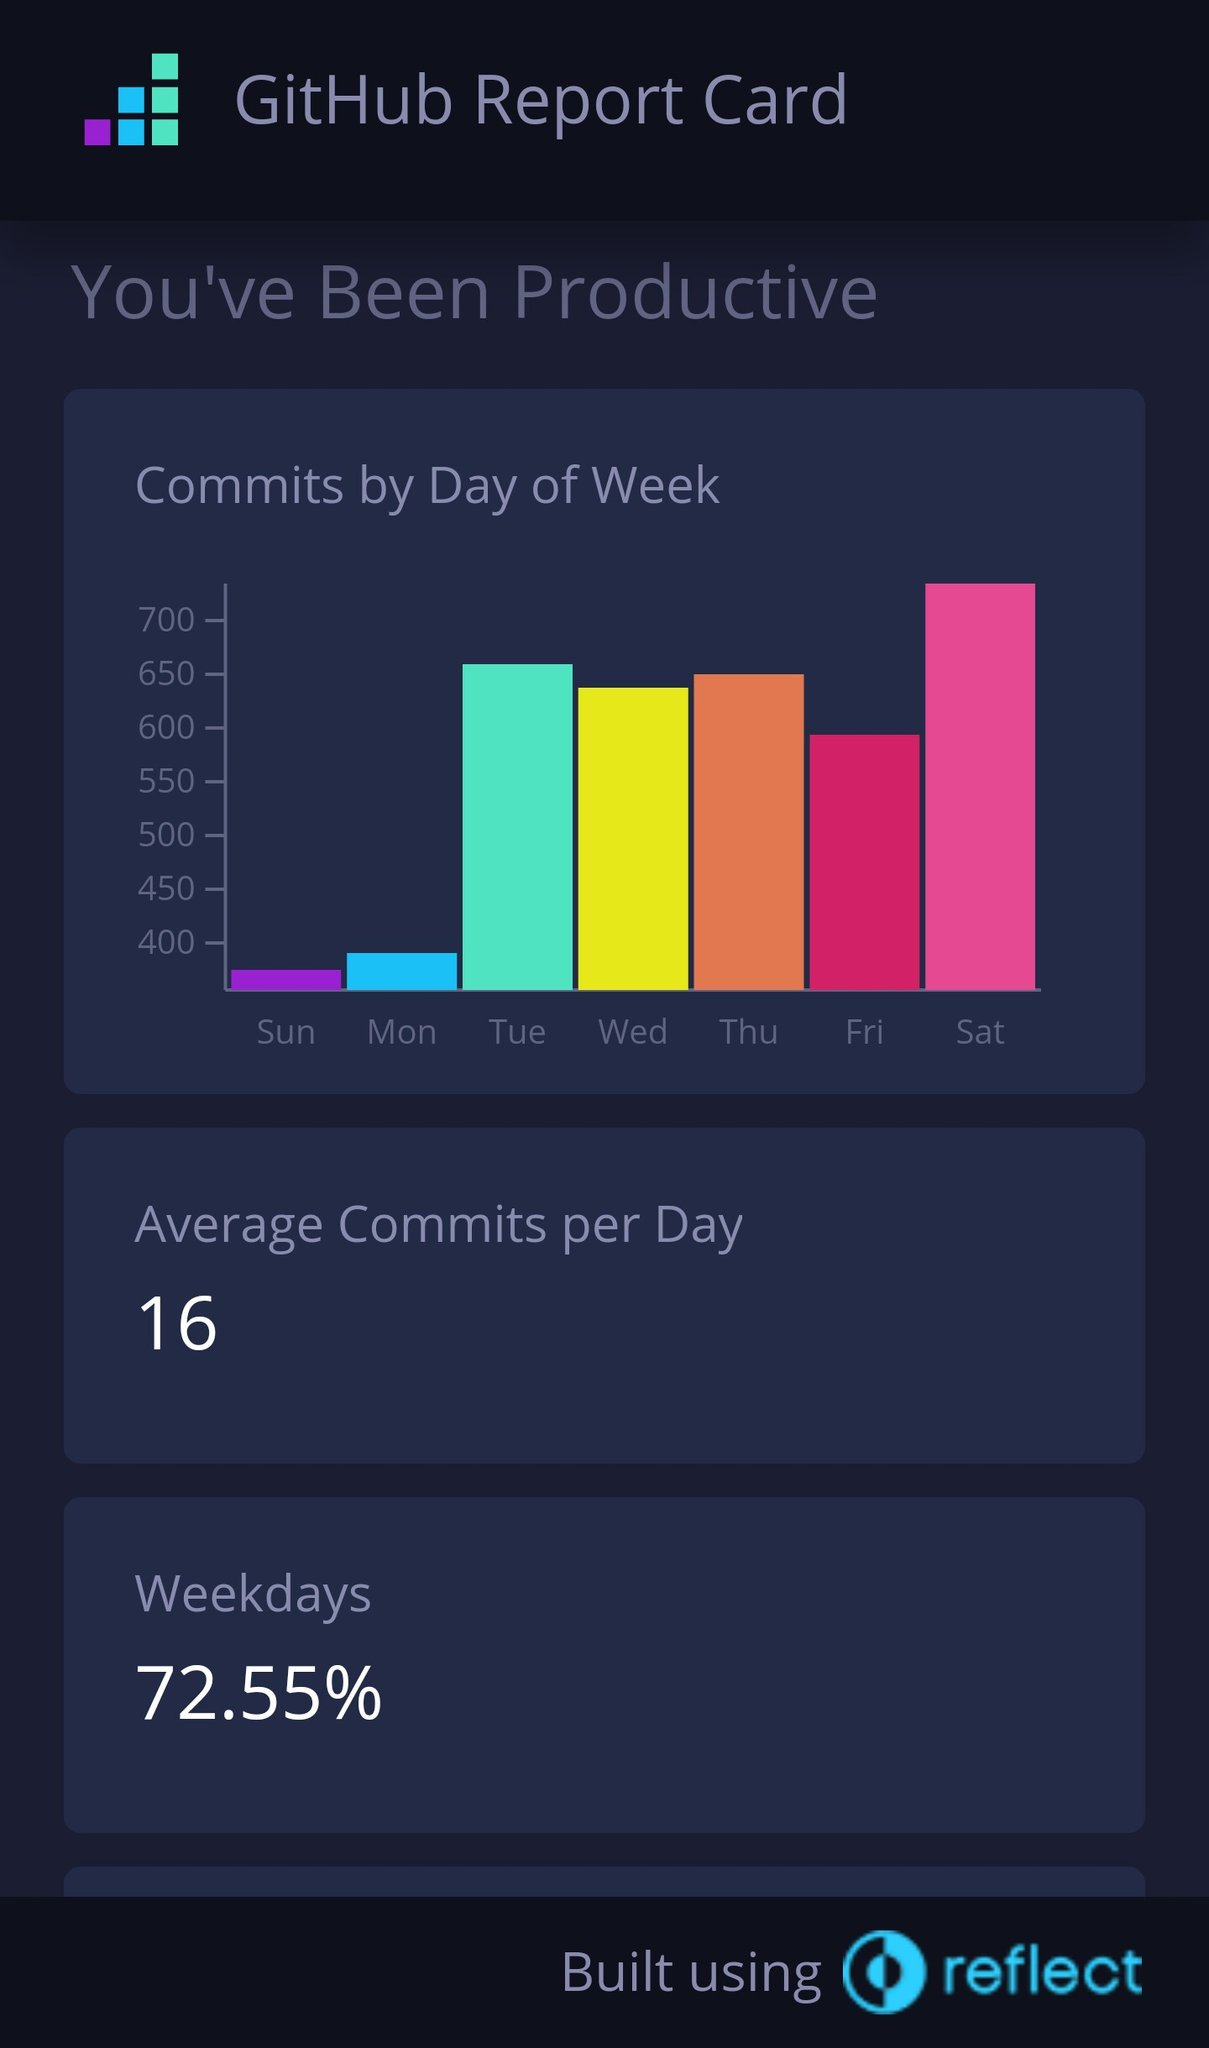 GitHub Report Card
You've Been Productive
Commits by Day of Week
700
650
600
550
500
450
400
Sun Mon Tue Wed Thu Fri Sat
Average Commits per Day
16
Weekdays
72.55%
Built using reflect